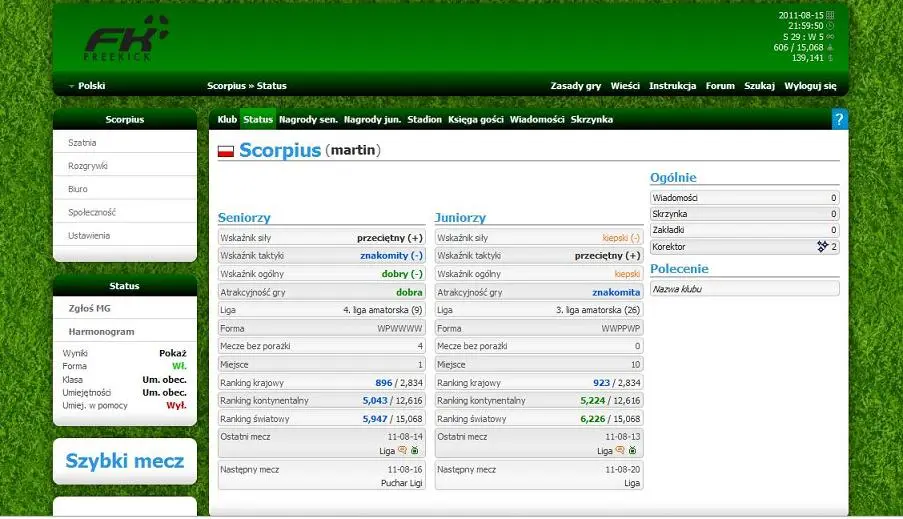 FK
FREEKICK
2011-08-15
21:59:50
S 29 : W 5
606 / 15,068
139,141 $
Polski
Scorpius » Status
Zasady gry Wieści Instrukcja Forum Szukaj Wyloguj się
Scorpius
Szatnia
Rozgrywki
Biuro
Społeczność
Ustawienia
Status
Zgłoś MG
Harmonogram
Wyniki Pokaż
Forma Wł.
Klasa Um. obec.
Umiejętności Um. obec.
Umiej. w pomocy Wył.
Szybki mecz
Klub Status Nagrody sen. Nagrody jun. Stadion Księga gości Wiadomości Skrzynka ?
Scorpius (martin)
Seniorzy
Wskaźnik siły przeciętny (+)
Wskaźnik taktyki znakomity (-)
Wskaźnik ogólny dobry (-)
Atrakcyjność gry dobra
Liga 4. liga amatorska (9)
Forma WPWWWW
Mecze bez porażki 4
Miejsce 1
Ranking krajowy 896 / 2,834
Ranking kontynentalny 5,043 / 12,616
Ranking światowy 5,947 / 15,068
Ostatni mecz 11-08-14
Liga
Następny mecz 11-08-16
Puchar Ligi
Juniorzy
Wskaźnik siły kiepski (-)
Wskaźnik taktyki przeciętny (+)
Wskaźnik ogólny kiepski
Atrakcyjność gry znakomita
Liga 3. liga amatorska (26)
Forma WWPPWP
Mecze bez porażki 0
Miejsce 10
Ranking krajowy 923 / 2,834
Ranking kontynentalny 5,224 / 12,616
Ranking światowy 6,226 / 15,068
Ostatni mecz 11-08-13
Liga
Następny mecz 11-08-20
Liga
Ogólnie
Wiadomości 0
Skrzynka 0
Zakładki 0
Korektor 2
Polecenie
Nazwa klubu